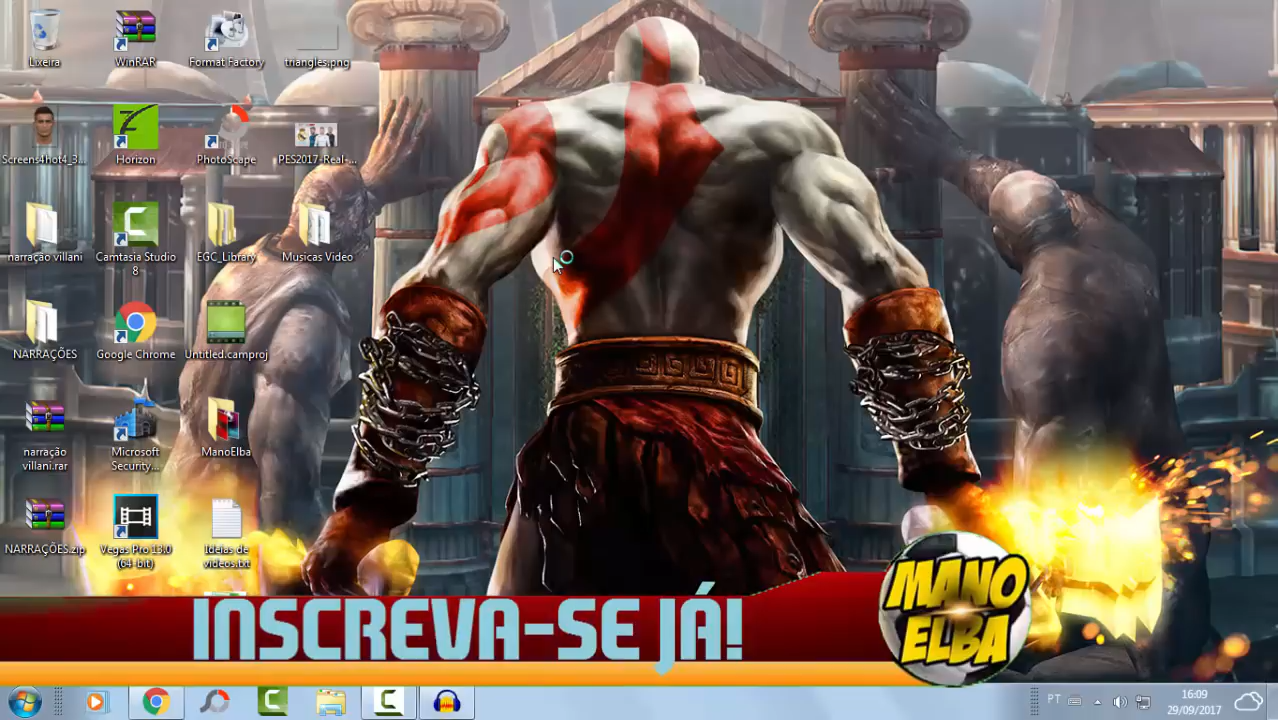 Lixeira
WinRAR
Format Factory
triangles.png
Screens4hot4_3...
Horizon
PhotoScape
PES2017-Real-...
narração villani
Camtasia Studio
8
EGC_Library
Musicas Video
NARRAÇÕES
Google Chrome
Untitled.camproj
narração
villani.rar
Microsoft
Security...
ManoElba
NARRAÇÕES.zip
Vegas Pro 13.0
(64-bit)
Ideias de
videos.txt
INSCREVA-SE JÁ!
MANO
ELBA
PT
16:09
29/09/2017